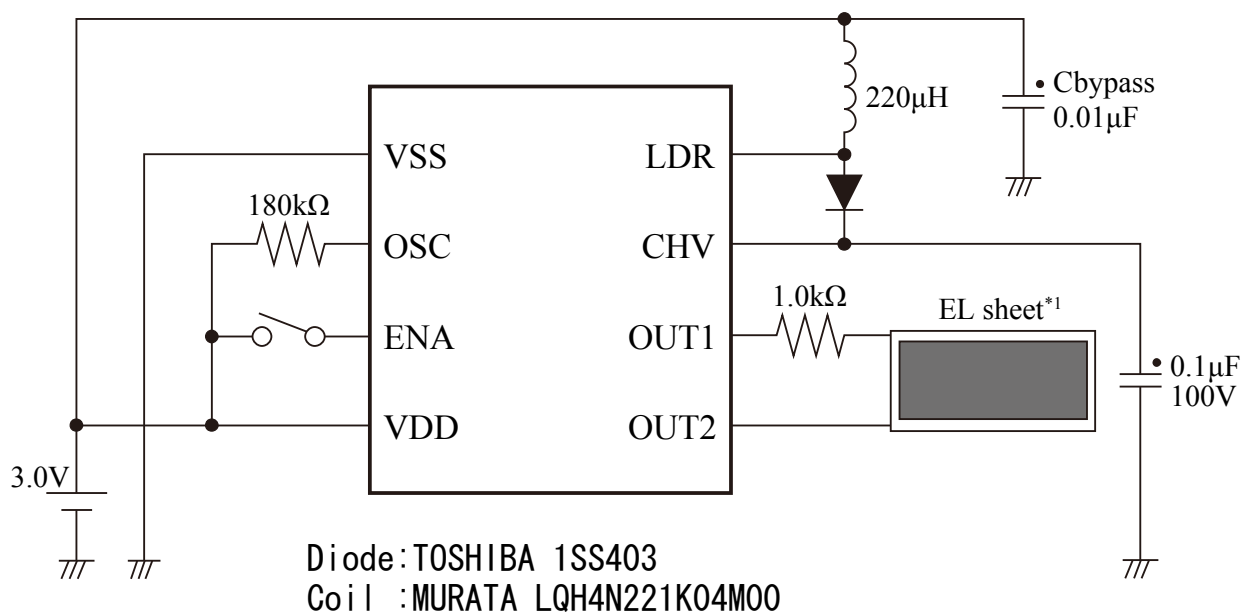 220μH
• Cbypass
0.01μF
VSS
LDR
180kΩ
OSC
CHV
1.0kΩ
ENA
OUT1
EL sheet*1
• 0.1μF
100V
VDD
OUT2
3.0V
Diode:TOSHIBA 1SS403
Coil :MURATA LQH4N221K04M00